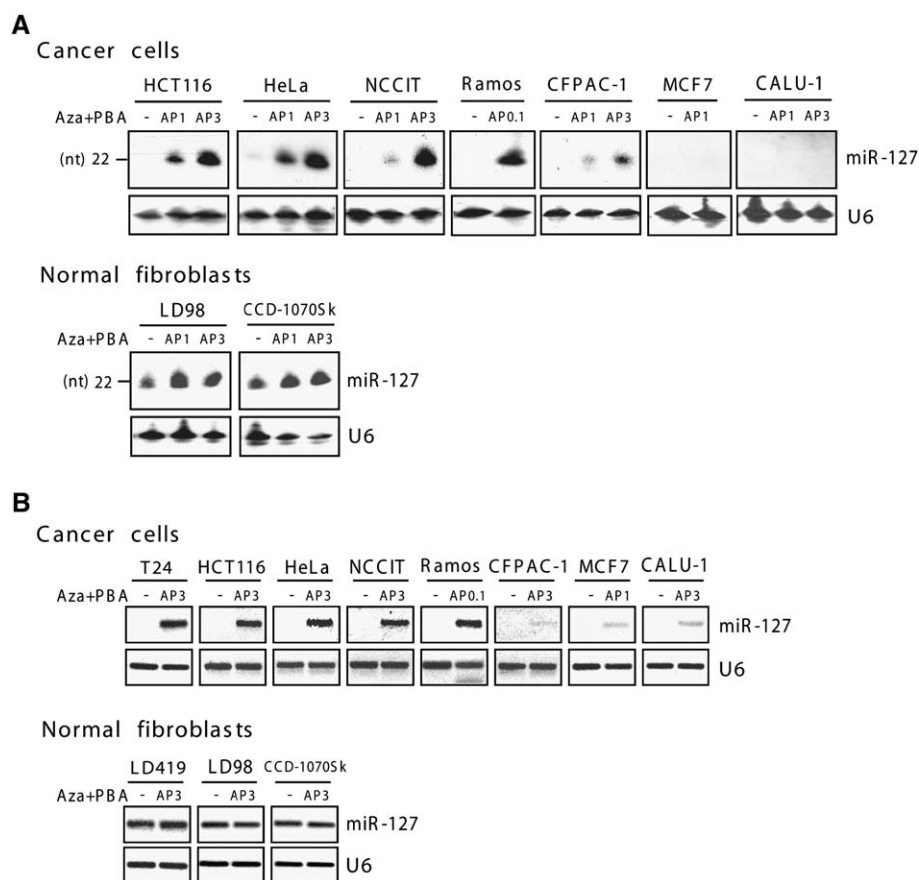 A
Cancer cells
HCT116 HeLa NCCIT Ramos CFPAC-1 MCF7 CALU-1
Aza+PBA - AP1 AP3 - AP1 AP3 - AP1 AP3 - AP0.1 - AP1 AP3 - AP1 - AP1 AP3
(nt) 22 miR-127
U6
Normal fibroblasts
LD98 CCD-1070Sk
Aza+PBA - AP1 AP3 - AP1 AP3
(nt) 22 miR-127
U6
B
Cancer cells
T24 HCT116 HeLa NCCIT Ramos CFPAC-1 MCF7 CALU-1
Aza+PBA - AP3 - AP3 - AP3 - AP3 - AP0.1 - AP3 - AP1 - AP3
miR-127
U6
Normal fibroblasts
LD419 LD98 CCD-1070Sk
Aza+PBA - AP3 - AP3 - AP3
miR-127
U6